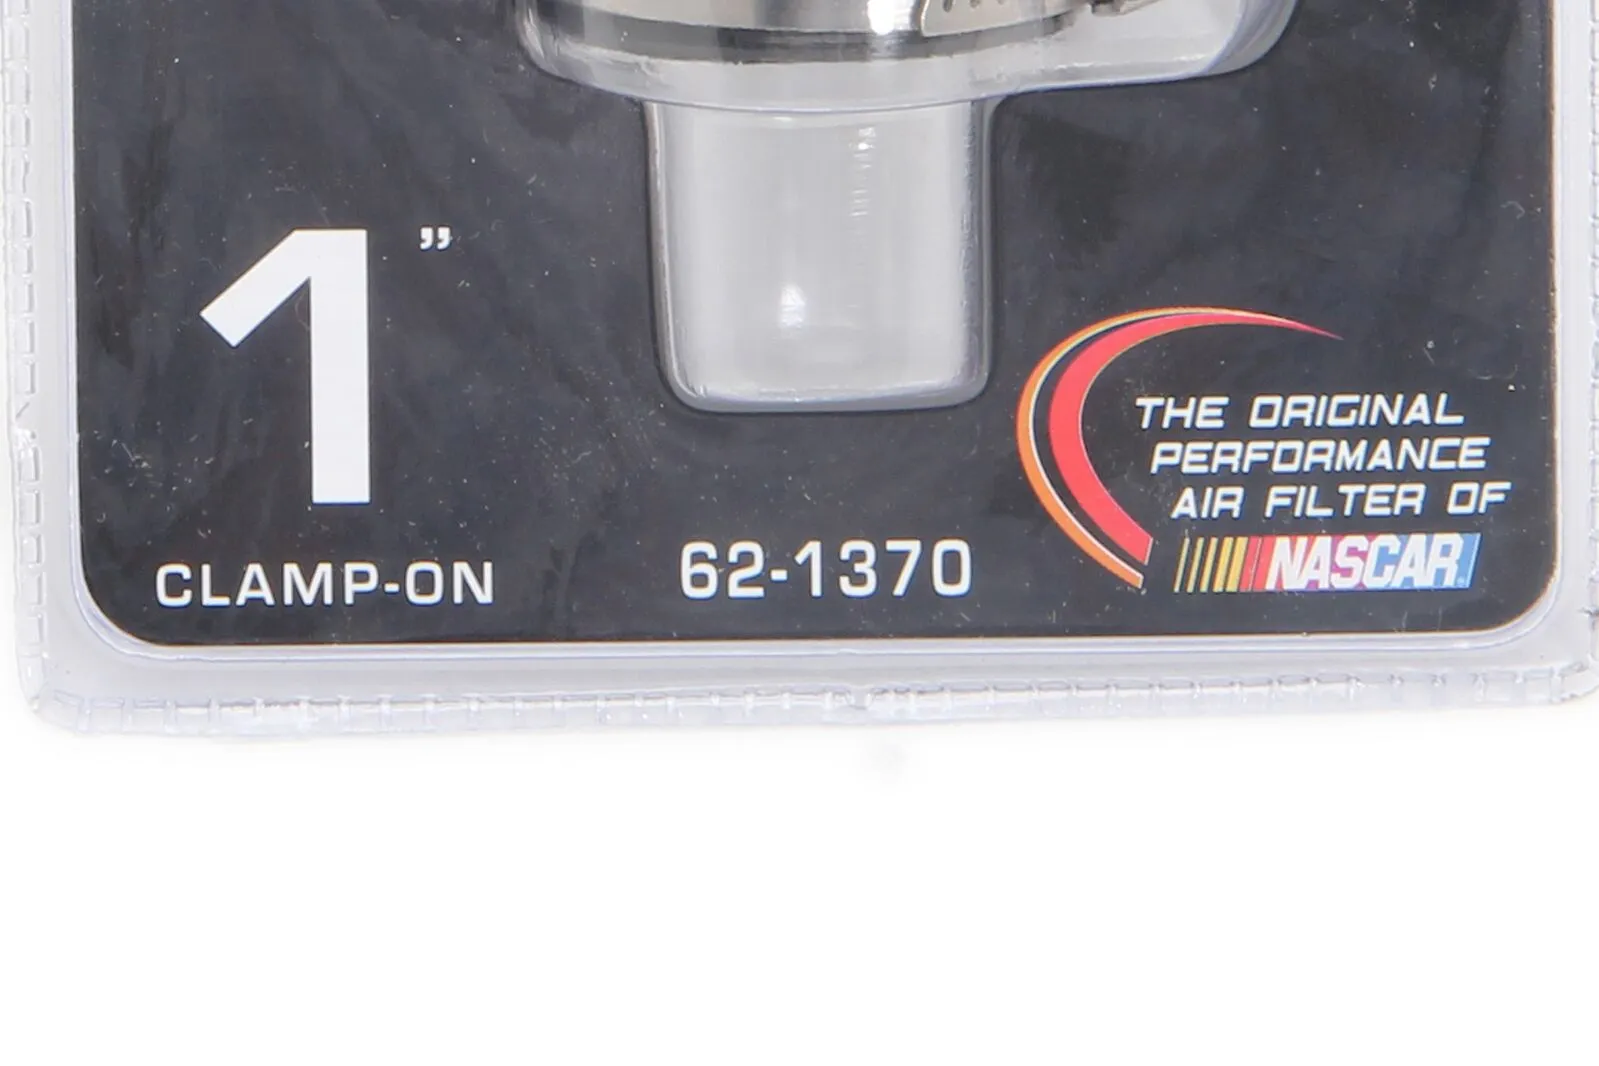 1”
CLAMP-ON
62-1370
THE ORIGINAL
PERFORMANCE
AIR FILTER OF
NASCAR